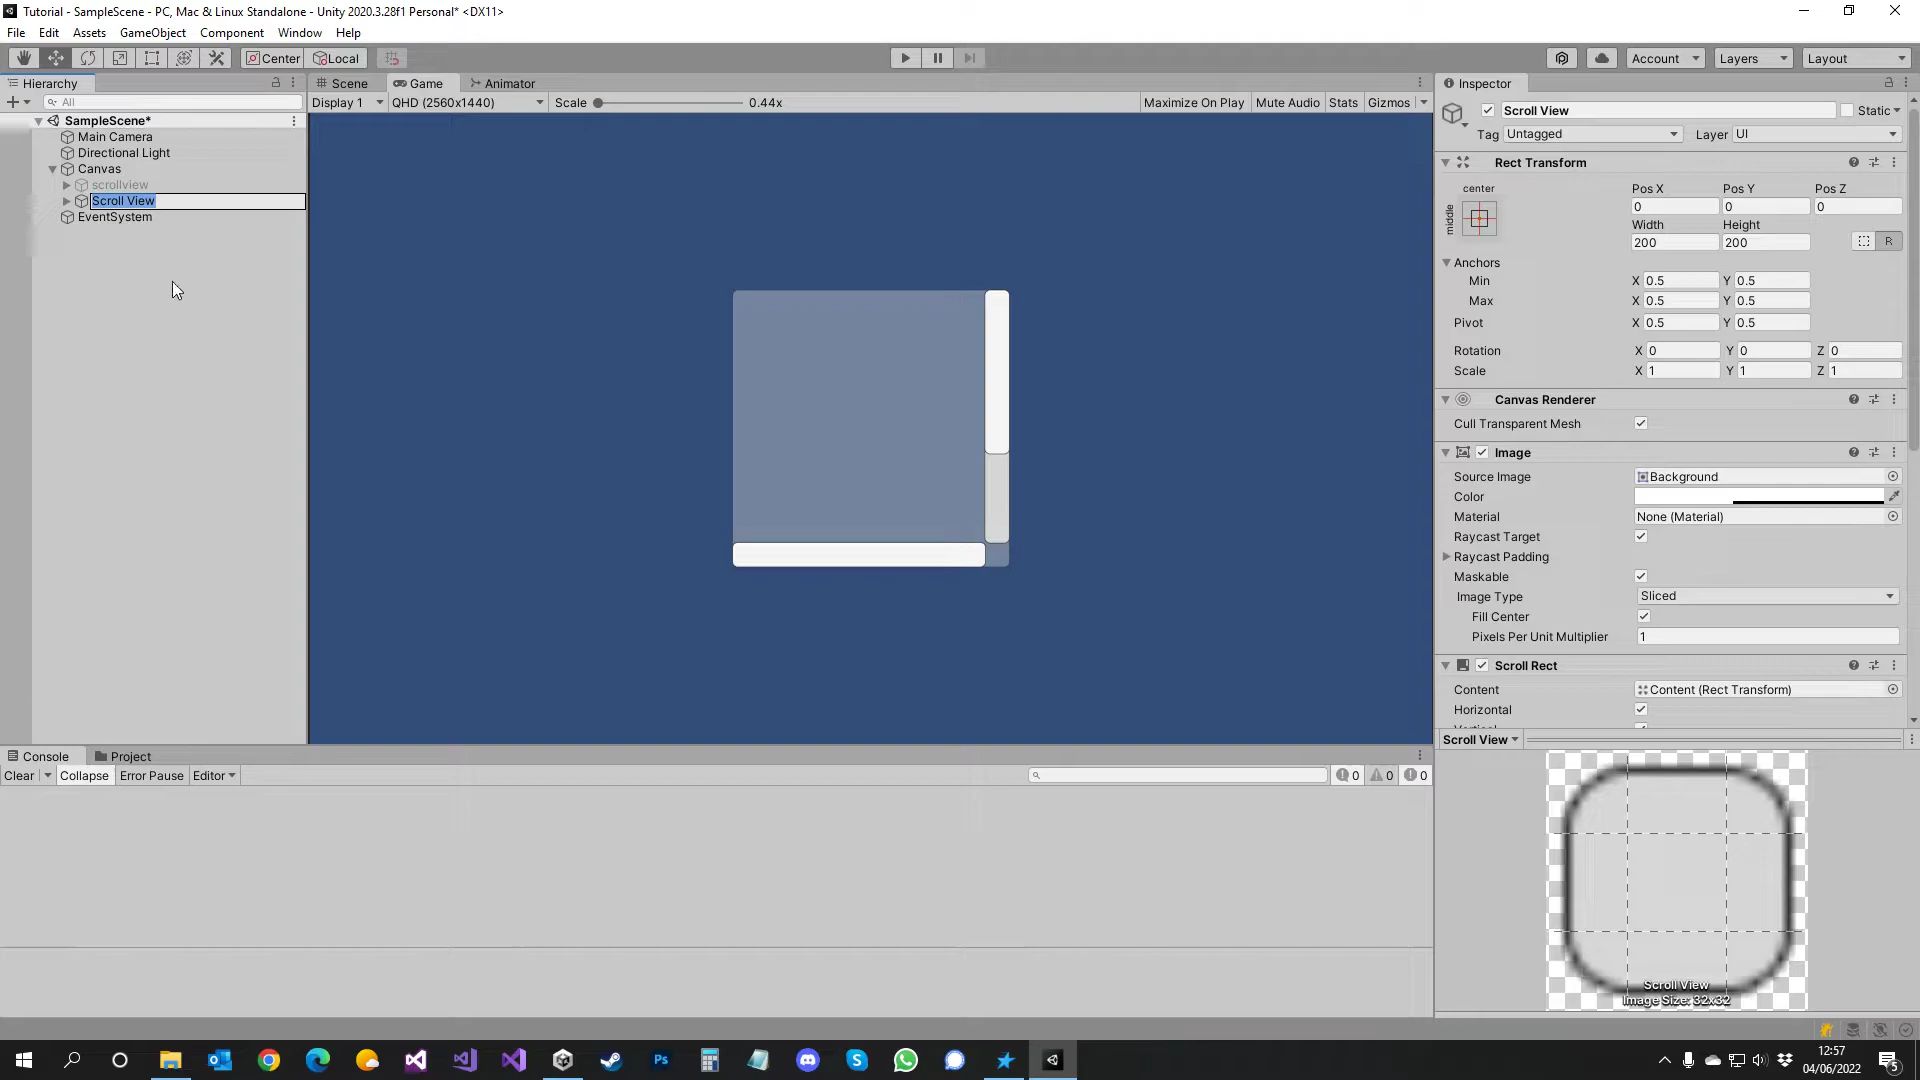 Tutorial - SampleScene - PC, Mac & Linux Standalone - Unity 2020.3.28f1 Personal* <DX11>
File Edit Assets GameObject Component Window Help
Center Local Account Layers Layout
Hierarchy
All
SampleScene*
Main Camera
Directional Light
Canvas
scrollview
Scroll View
EventSystem
Scene Game Animator
Display 1 QHD (2560x1440) Scale 0.44x Maximize On Play Mute Audio Stats Gizmos
Inspector
Scroll View Static
Tag Untagged Layer UI
Rect Transform
center
middle
Pos X Pos Y Pos Z
0 0 0
Width Height
200 200 R
Anchors
Min X 0.5 Y 0.5
Max X 0.5 Y 0.5
Pivot X 0.5 Y 0.5
Rotation X 0 Y 0 Z 0
Scale X 1 Y 1 Z 1
Canvas Renderer
Cull Transparent Mesh
Image
Source Image Background
Color
Material None (Material)
Raycast Target
Raycast Padding
Maskable
Image Type Sliced
Fill Center
Pixels Per Unit Multiplier 1
Scroll Rect
Content Content (Rect Transform)
Horizontal
Vertical
Scroll View
Scroll View
Image Size: 32x32
Console Project
Clear Collapse Error Pause Editor 0 0 0
12:57
04/06/2022
5